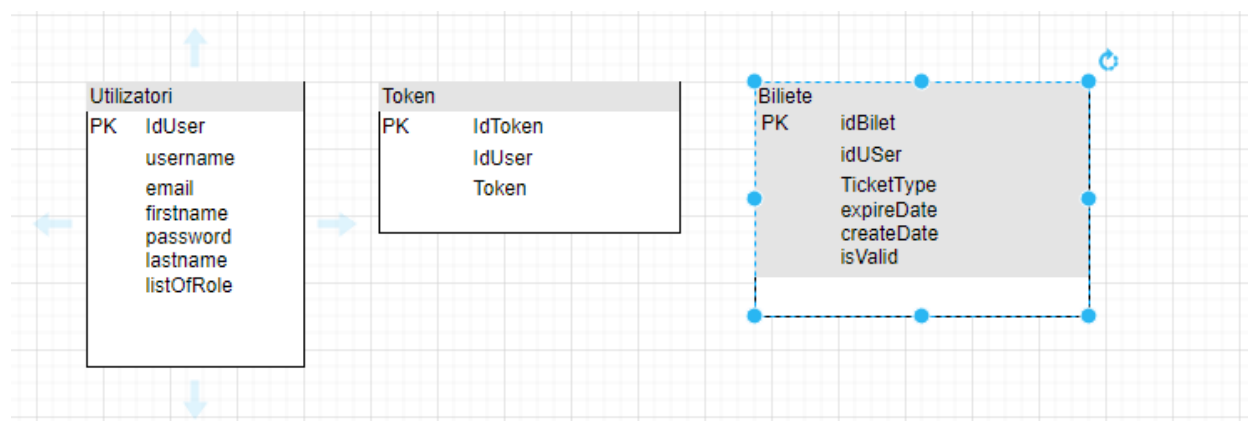 Utilizatori
PK IdUser
username
email
firstname
password
lastname
listOfRole
Token
PK IdToken
IdUser
Token
Biliete
PK idBilet
idUSer
TicketType
expireDate
createDate
isValid